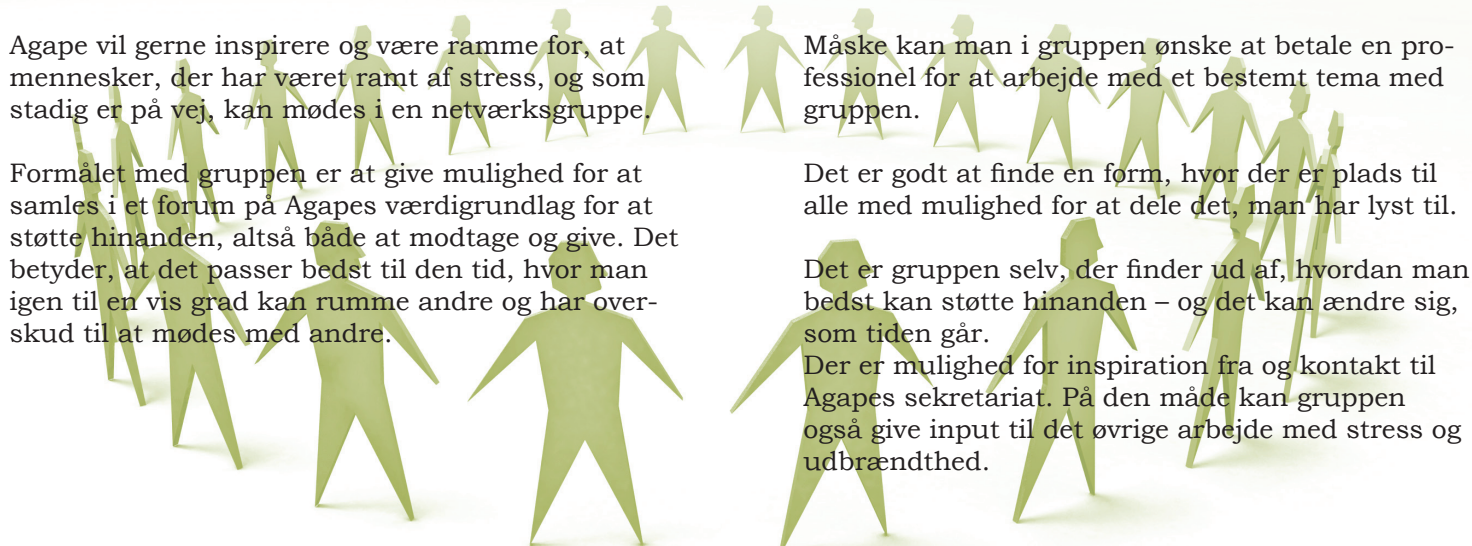 Agape vil gerne inspirere og være ramme for, at
mennesker, der har været ramt af stress, og som
stadig er på vej, kan mødes i en netværksgruppe.
Formålet med gruppen er at give mulighed for at
samles i et forum på Agapes værdigrundlag for at
støtte hinanden, altså både at modtage og give. Det
betyder, at det passer bedst til den tid, hvor man
igen til en vis grad kan rumme andre og har over-
skud til at mødes med andre.
Måske kan man i gruppen ønske at betale en pro-
fessionel for at arbejde med et bestemt tema med
gruppen.
Det er godt at finde en form, hvor der er plads til
alle med mulighed for at dele det, man har lyst til.
Det er gruppen selv, der finder ud af, hvordan man
bedst kan støtte hinanden – og det kan ændre sig,
som tiden går.
Der er mulighed for inspiration fra og kontakt til
Agapes sekretariat. På den måde kan gruppen
også give input til det øvrige arbejde med stress og
udbrændthed.